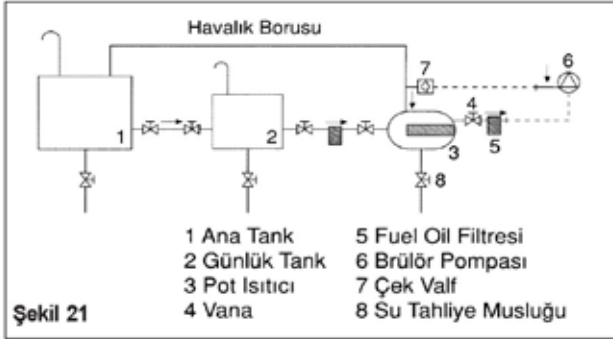 Havalık Borusu
7
6
4
1
2
3
5
8
1 Ana Tank
2 Günlük Tank
3 Pot Isıtıcı
4 Vana
5 Fuel Oil Filtresi
6 Brülör Pompası
7 Çek Valf
8 Su Tahliye Musluğu
Şekil 21